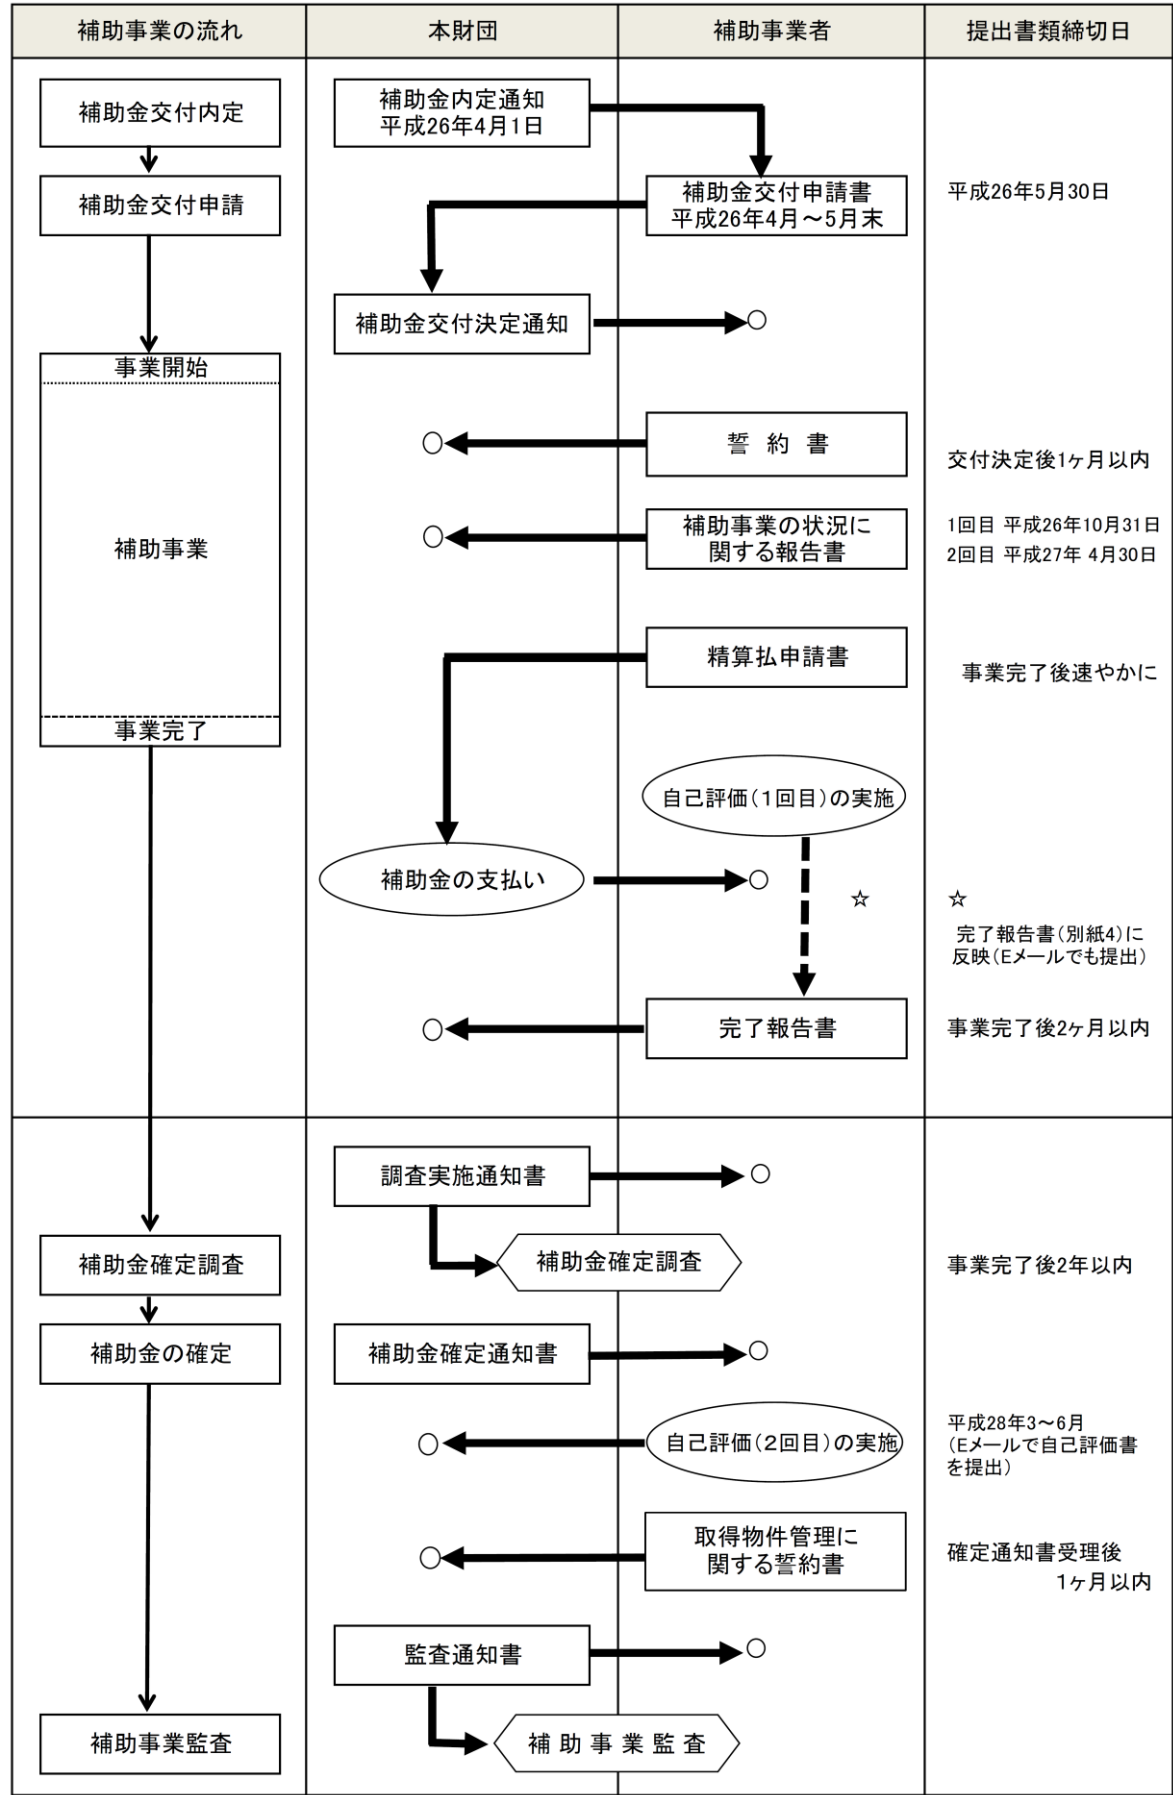 補助事業の流れ 本財団 補助事業者 提出書類締切日
補助金交付内定
補助金内定通知
平成26年4月1日
補助金交付申請
補助金交付申請書
平成26年4月～5月末
平成26年5月30日
補助金交付決定通知
事業開始
誓 約 書
交付決定後1ヶ月以内
補助事業
補助事業の状況に
関する報告書
1回目 平成26年10月31日
2回目 平成27年 4月30日
精算払申請書
事業完了後速やかに
事業完了
自己評価(1回目)の実施
補助金の支払い
☆ ☆
完了報告書(別紙4)に
反映(Eメールでも提出)
完了報告書
事業完了後2ヶ月以内
調査実施通知書
補助金確定調査
補助金確定調査
事業完了後2年以内
補助金の確定
補助金確定通知書
自己評価(2回目)の実施
平成28年3～6月
(Eメールで自己評価書
を提出)
取得物件管理に
関する誓約書
確定通知書受理後
1ヶ月以内
監査通知書
補助事業監査
補 助 事 業 監 査